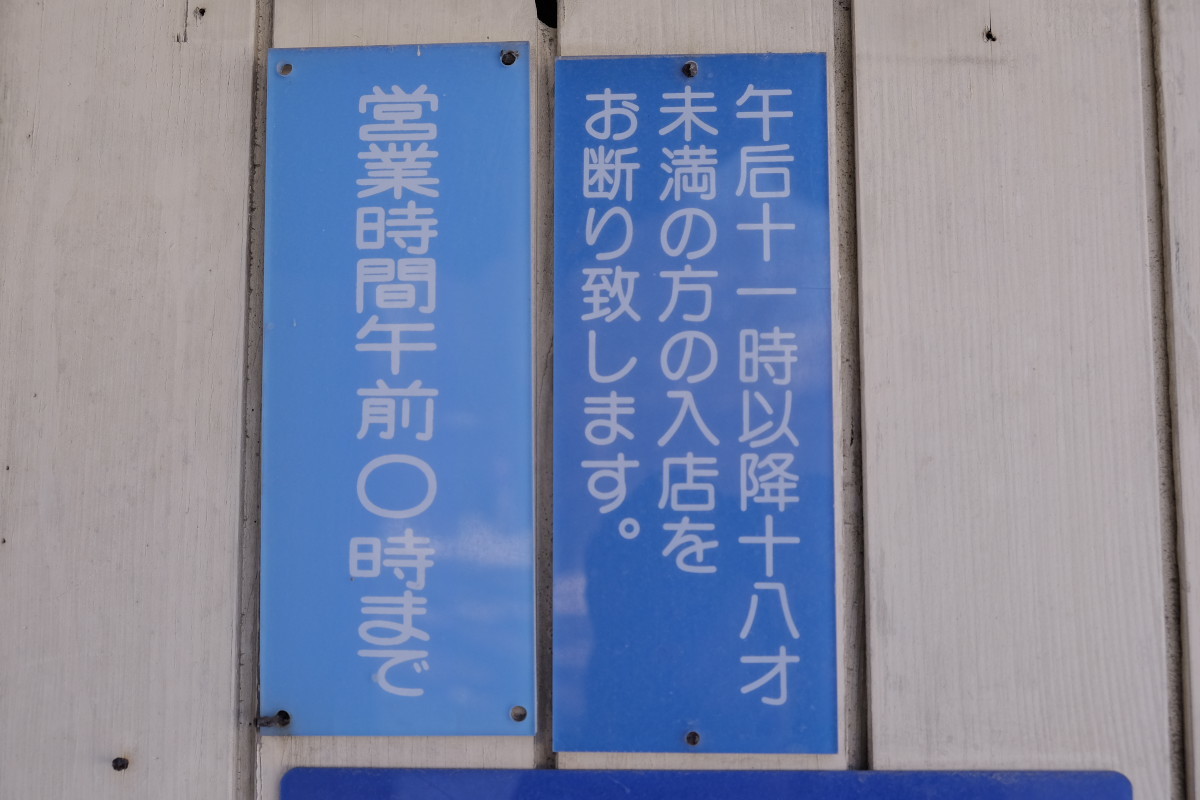 午后十一時以降十八才
未満の方の入店を
お断り致します。
営業時間午前〇時まで